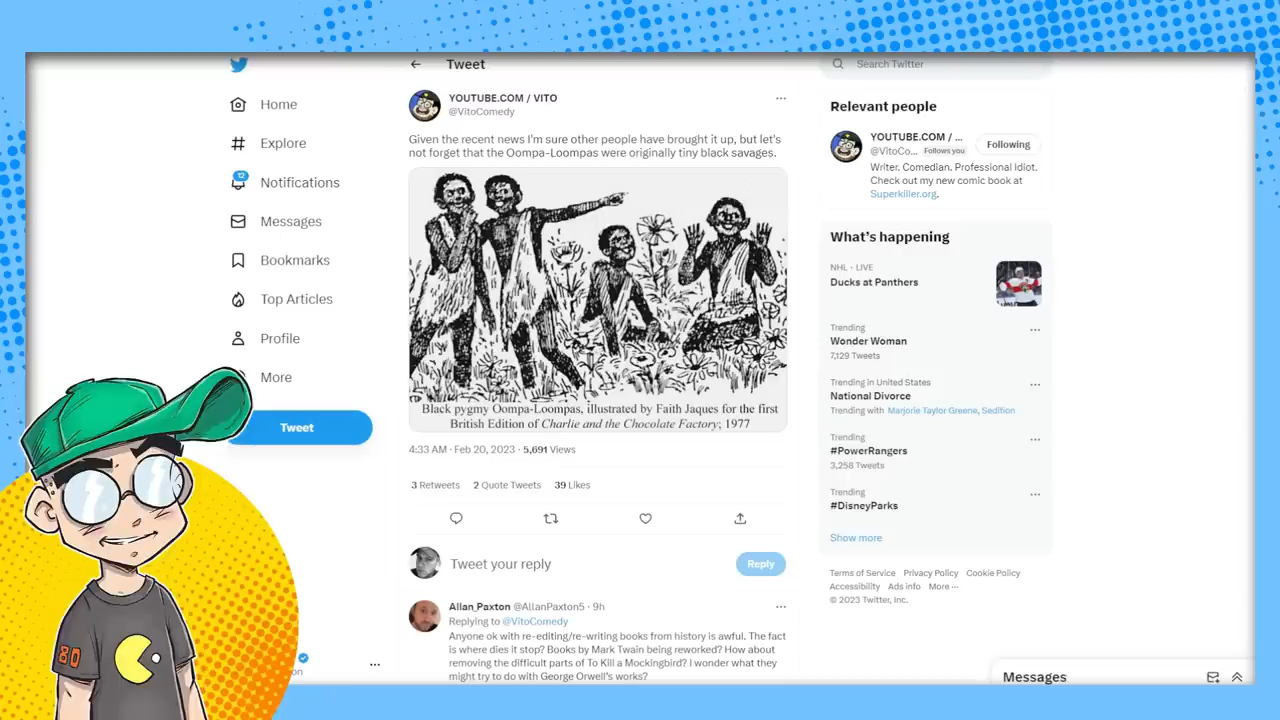 Home
Explore
12
Notifications
Messages
Bookmarks
Top Articles
Profile
More
Tweet
80
Tweet
YOUTUBE.COM / VITO
@VitoComedy
Given the recent news I'm sure other people have brought it up, but let's
not forget that the Oompa-Loompas were originally tiny black savages.
Black pygmy Oompa-Loompas, illustrated by Faith Jaques for the first
British Edition of Charlie and the Chocolate Factory; 1977
4:33 AM · Feb 20, 2023 · 5,691 Views
3 Retweets 2 Quote Tweets 39 Likes
Tweet your reply
Reply
Allan_Paxton @AllanPaxton5 · 9h
Replying to @VitoComedy
Anyone ok with re-editing/re-writing books from history is awful. The fact
is where dies it stop? Books by Mark Twain being reworked? How about
removing the difficult parts of To Kill a Mockingbird? I wonder what they
might try to do with George Orwell's works?
Search Twitter
Relevant people
YOUTUBE.COM / ...
@VitoCo... Follows you
Following
Writer. Comedian. Professional Idiot.
Check out my new comic book at
Superkiller.org.
What's happening
NHL · LIVE
Ducks at Panthers
Trending
Wonder Woman
7,129 Tweets
Trending in United States
National Divorce
Trending with Marjorie Taylor Greene, Sedition
Trending
#PowerRangers
3,258 Tweets
Trending
#DisneyParks
Show more
Terms of Service Privacy Policy Cookie Policy
Accessibility Ads info More ...
© 2023 Twitter, Inc.
Messages